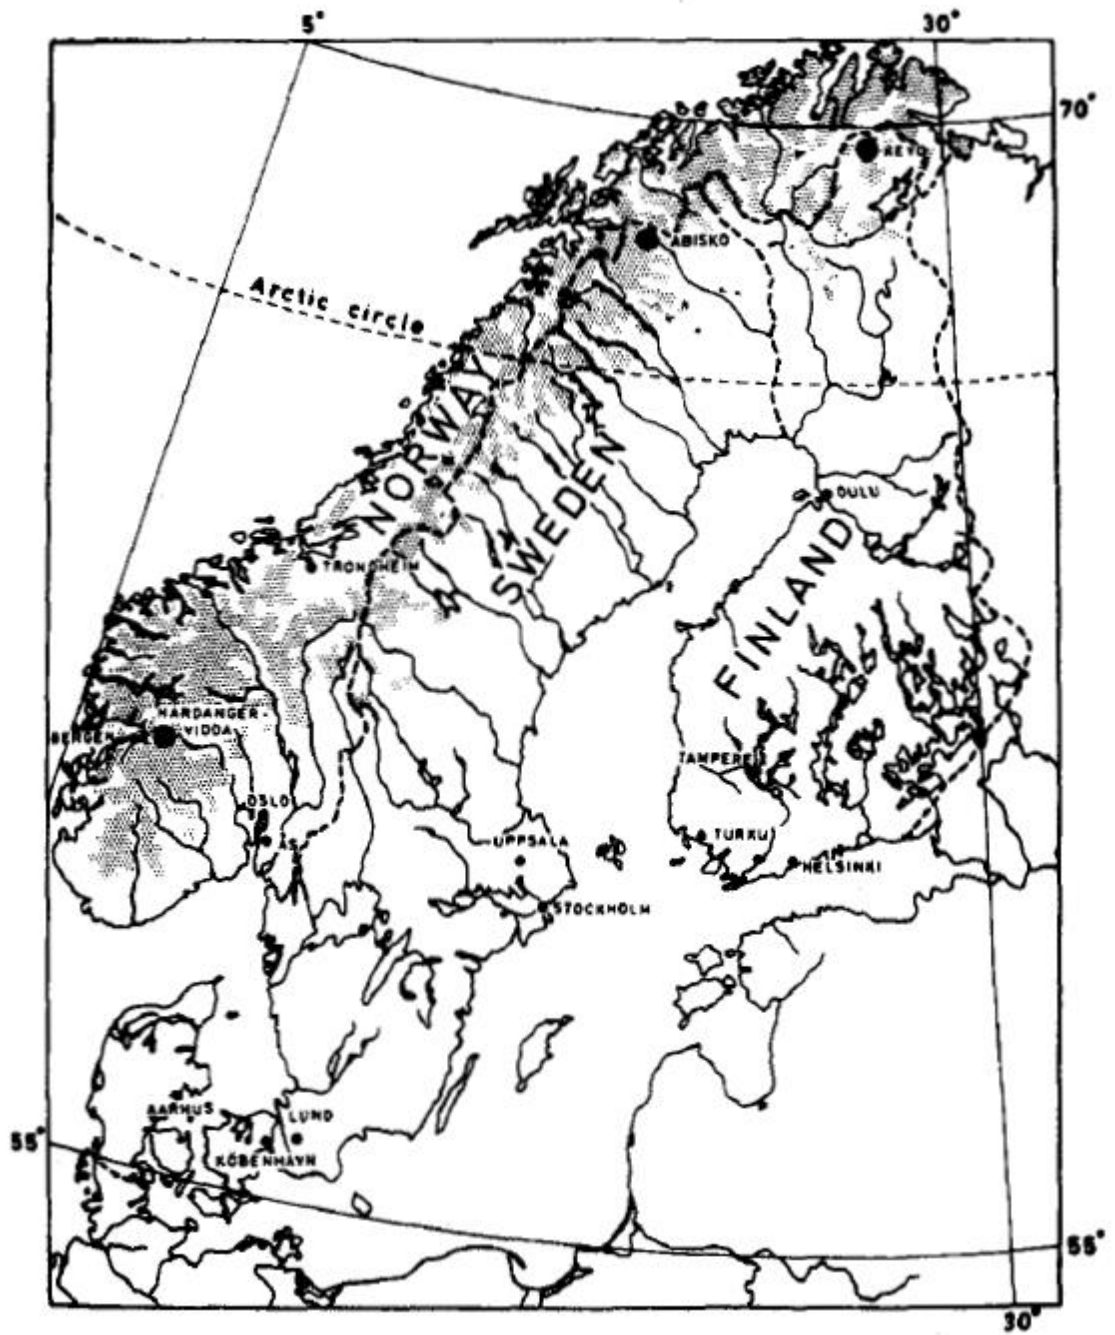 5°
30°
70°
KEVO
ABISKO
Arctic circle
NORWAY
SWEDEN
OULU
FINLAND
TRONDHEIM
HARDANGER-
VIDDA
BERGEN
TAMPERE
OSLO
ÅS
UPPSALA
TURKU
HELSINKI
STOCKHOLM
AARHUS
LUND
55°
KÖBENHAVN
55°
30°